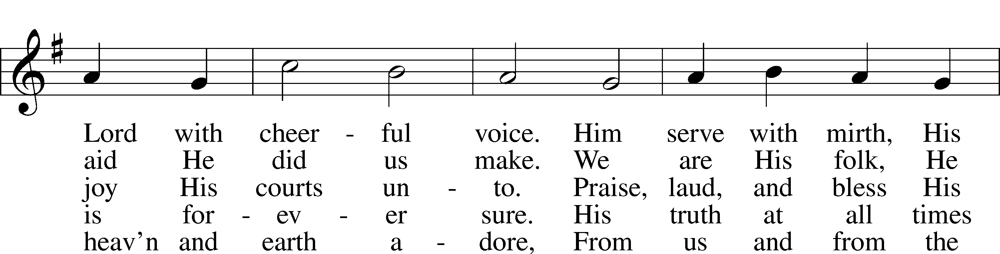 Lord with cheer - ful voice. Him serve with mirth, His
aid He did us make. We are His folk, He
joy His courts un - to. Praise, laud, and bless His
is for - ev - er sure. His truth at all times
heav'n and earth a - dore, From us and from the